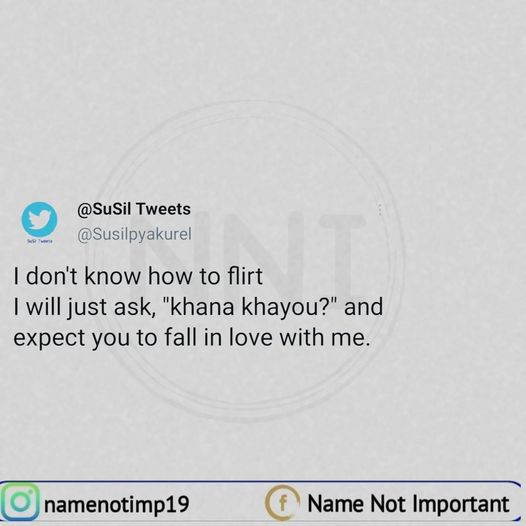 @SuSil Tweets
@Susilpyakurel
I don't know how to flirt
I will just ask, "khana khayou?" and
expect you to fall in love with me.
NNT
SuSil Tweets
namenotimp19
Name Not Important